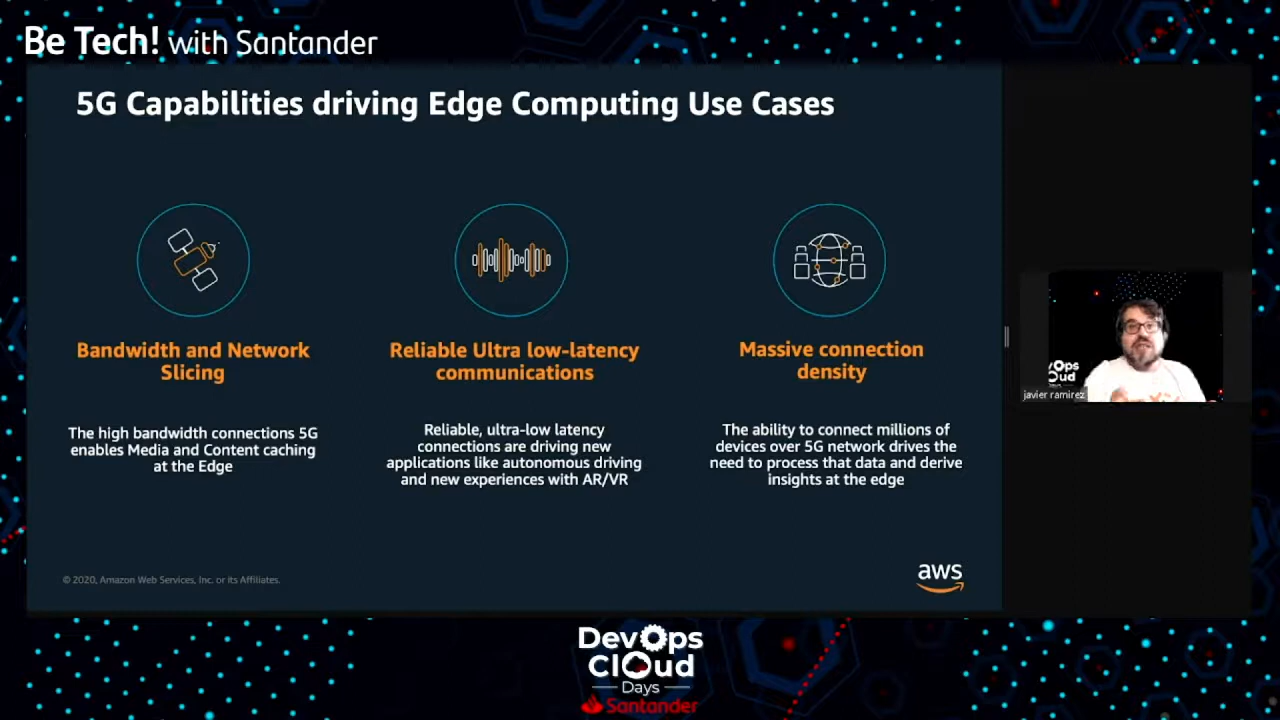 Be Tech! with Santander
5G Capabilities driving Edge Computing Use Cases
Bandwidth and Network
Slicing
The high bandwidth connections 5G
enables Media and Content caching
at the Edge
Reliable Ultra low-latency
communications
Reliable, ultra-low latency
connections are driving new
applications like autonomous driving
and new experiences with AR/VR
Massive connection
density
The ability to connect millions of
devices over 5G network drives the
need to process that data and derive
insights at the edge
© 2020, Amazon Web Services, Inc. or its Affiliates.
aws
javier ramirez
DevOps
Cloud
Days
Santander